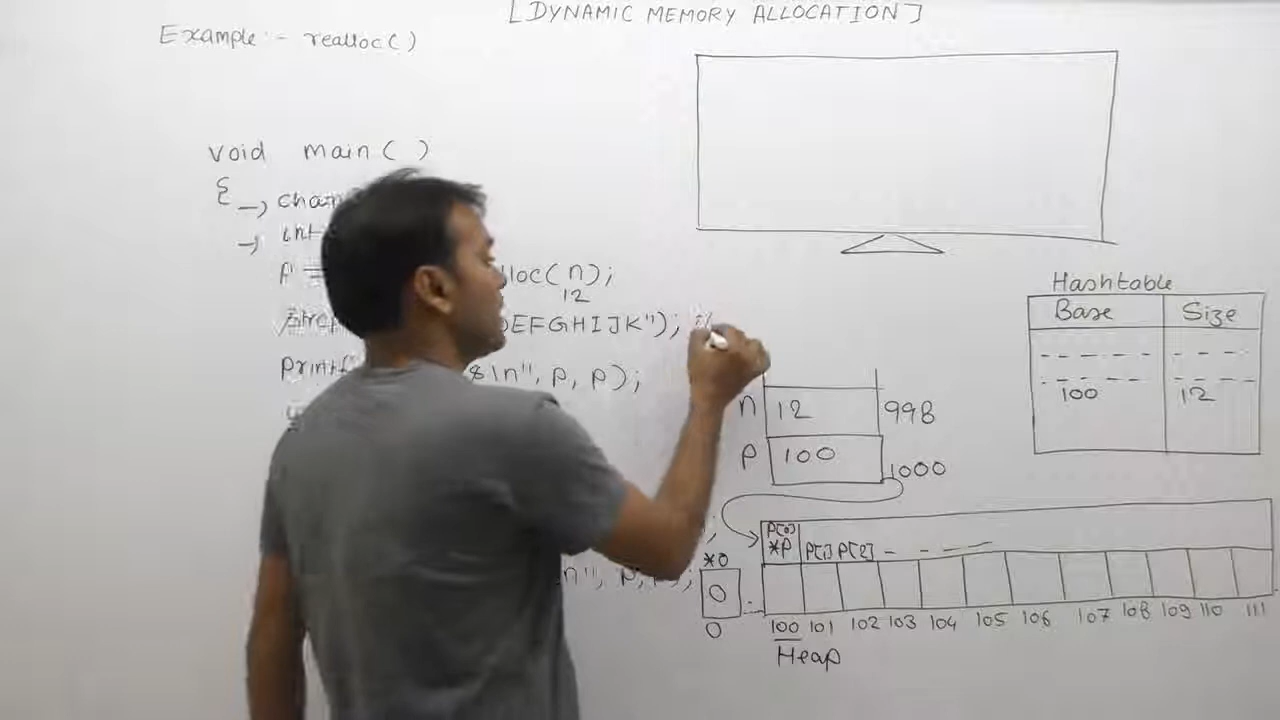 [DYNAMIC MEMORY ALLOCATION]
Example:- realloc()
void main( )
{ → char
→ int
p = lloc(n);
12
strcp DEFGHIJK");
printf(" s\n", p, p);
;
n", p, p);
Hashtable
Base Size
100 12
n 12 998
p 100 1000
p[0]
*p p[1] p[2] - - -
*0
0
0
100 101 102 103 104 105 106 107 108 109 110 111
Heap